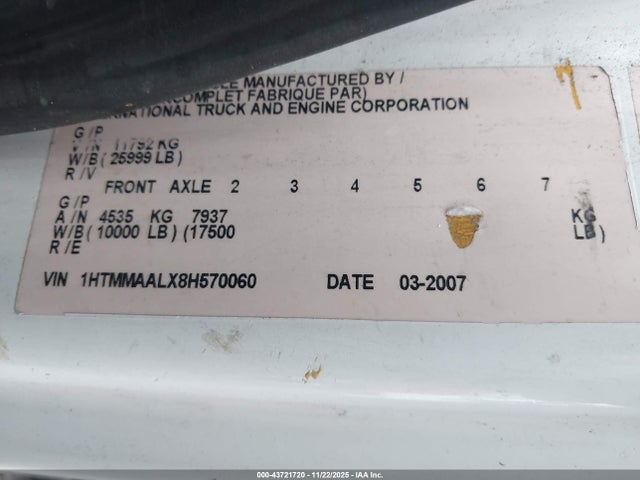 MANUFACTURED BY /
INCOMPLET FABRIQUE PAR)
INTERNATIONAL TRUCK AND ENGINE CORPORATION
G / P
V / N 11792 KG
W/B( 25999 LB)
R / V
FRONT AXLE 2 3 4 5 6 7
G / P
A / N 4535 KG 7937 KG
W/B( 10000 LB) (17500 LB)
R / E
VIN 1HTMMAALX8H570060 DATE 03-2007
000-43721720 - 11/22/2025 - IAA Inc.